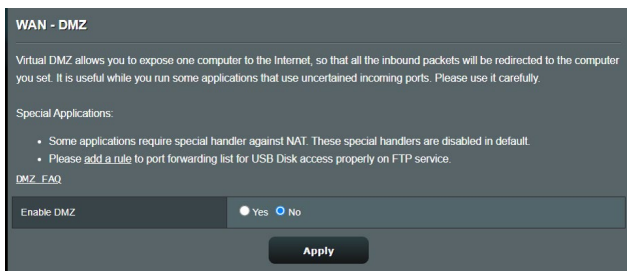 WAN - DMZ
Virtual DMZ allows you to expose one computer to the Internet, so that all the inbound packets will be redirected to the computer
you set. It is useful while you run some applications that use uncertained incoming ports. Please use it carefully.
Special Applications:
• Some applications require special handler against NAT. These special handlers are disabled in default.
• Please add a rule to port forwarding list for USB Disk access properly on FTP service.
DMZ FAQ
Enable DMZ Yes No
Apply